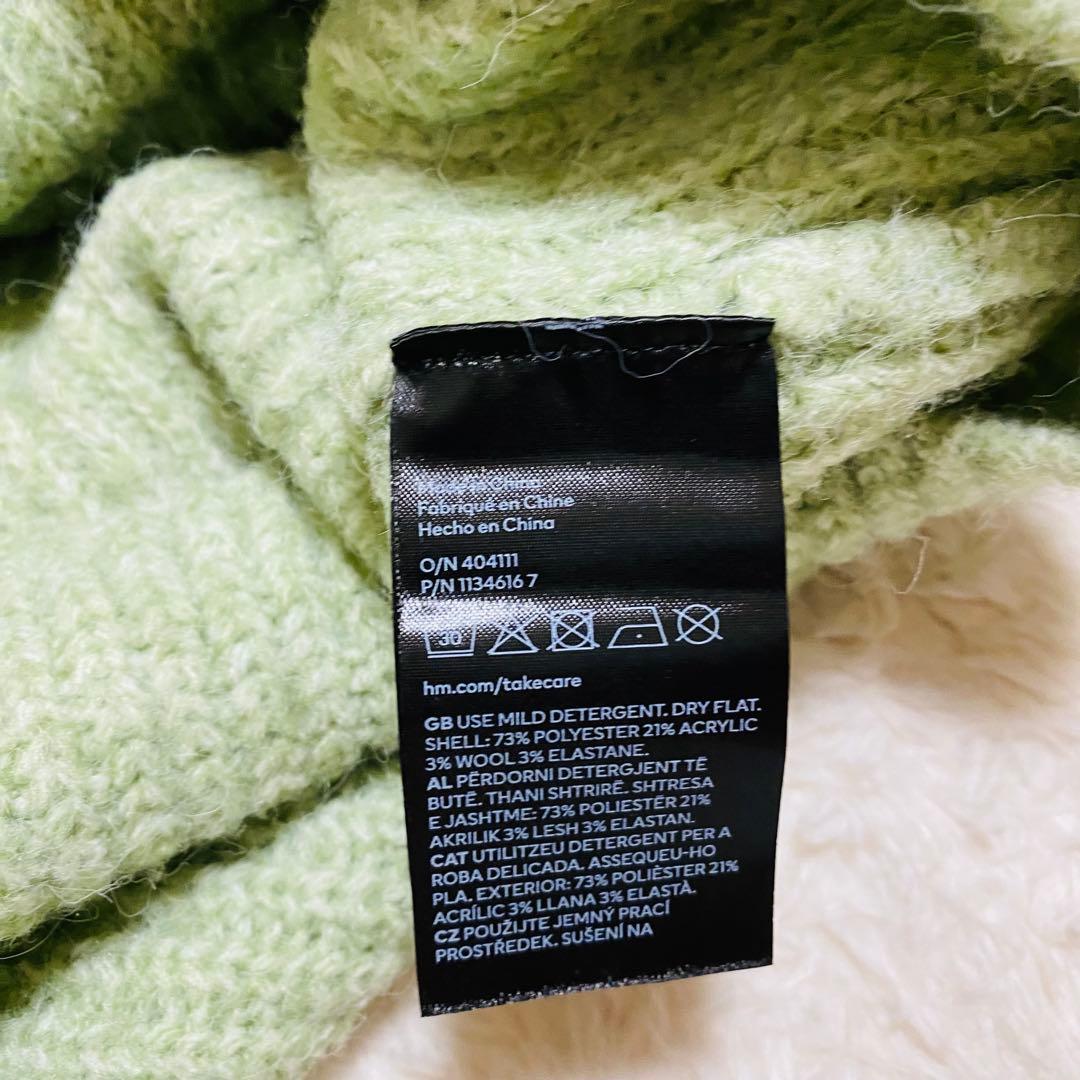 Made in China
Fabriqué en Chine
Hecho en China
O/N 404111
P/N 1134616 7
30
hm.com/takecare
GB USE MILD DETERGENT. DRY FLAT.
SHELL: 73% POLYESTER 21% ACRYLIC
3% WOOL 3% ELASTANE.
AL PËRDORNI DETERGJENT TË
BUTË. THANI SHTRIRË. SHTRESA
E JASHTME: 73% POLIESTËR 21%
AKRILIK 3% LESH 3% ELASTAN.
CAT UTILITZEU DETERGENT PER A
ROBA DELICADA. ASSEQUEU-HO
PLA. EXTERIOR: 73% POLIÈSTER 21%
ACRÍLIC 3% LLANA 3% ELASTÀ.
CZ POUŽIJTE JEMNÝ PRACÍ
PROSTŘEDEK. SUŠENÍ NA